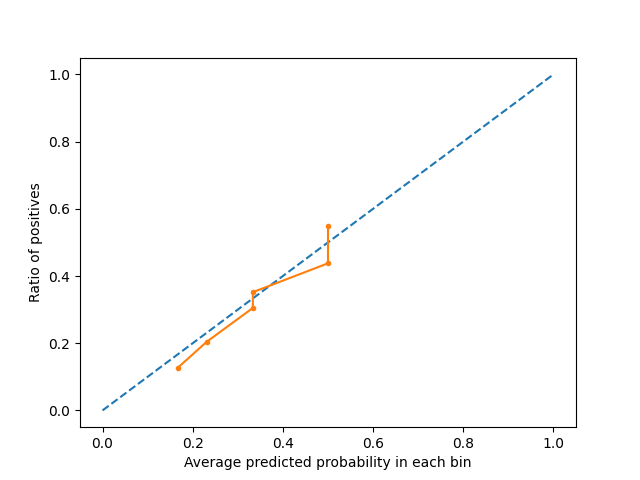 1.0
0.8
0.6
0.4
0.2
0.0
Ratio of positives
0.0 0.2 0.4 0.6 0.8 1.0
Average predicted probability in each bin